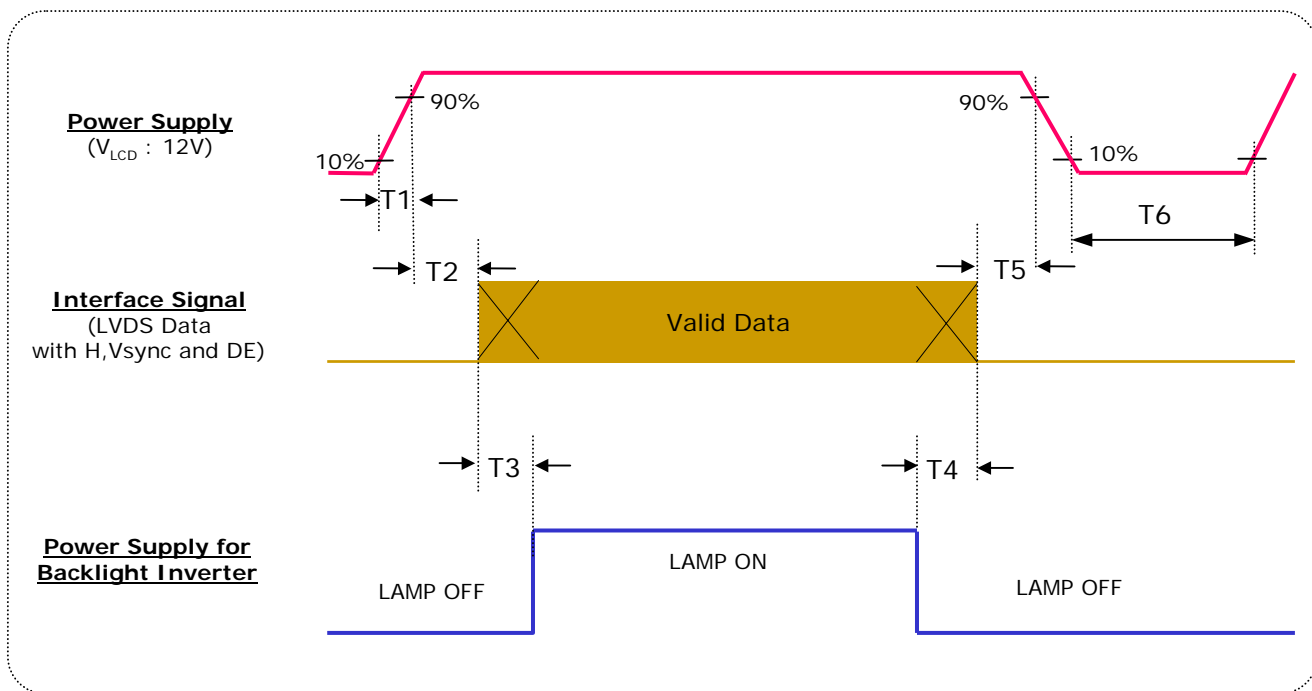 Power Supply
(VLCD : 12V)
90%
10%
T1
90%
10%
T6
T2
T5
Interface Signal
(LVDS Data
with H,Vsync and DE)
Valid Data
T3
T4
Power Supply for
Backlight Inverter
LAMP OFF
LAMP ON
LAMP OFF